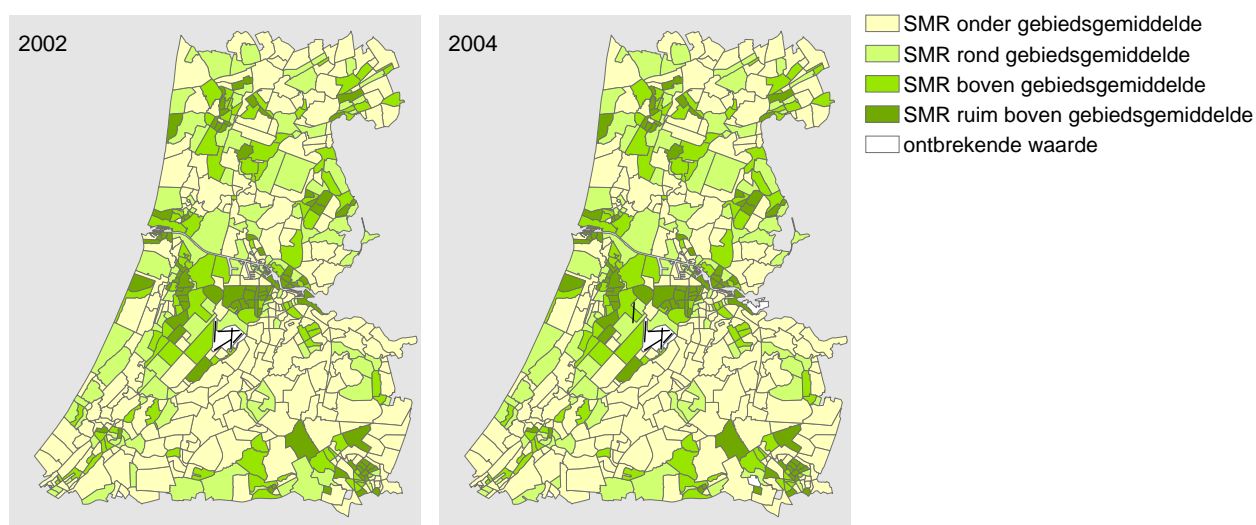 2002
2004
SMR onder gebiedsgemiddelde
SMR rond gebiedsgemiddelde
SMR boven gebiedsgemiddelde
SMR ruim boven gebiedsgemiddelde
ontbrekende waarde